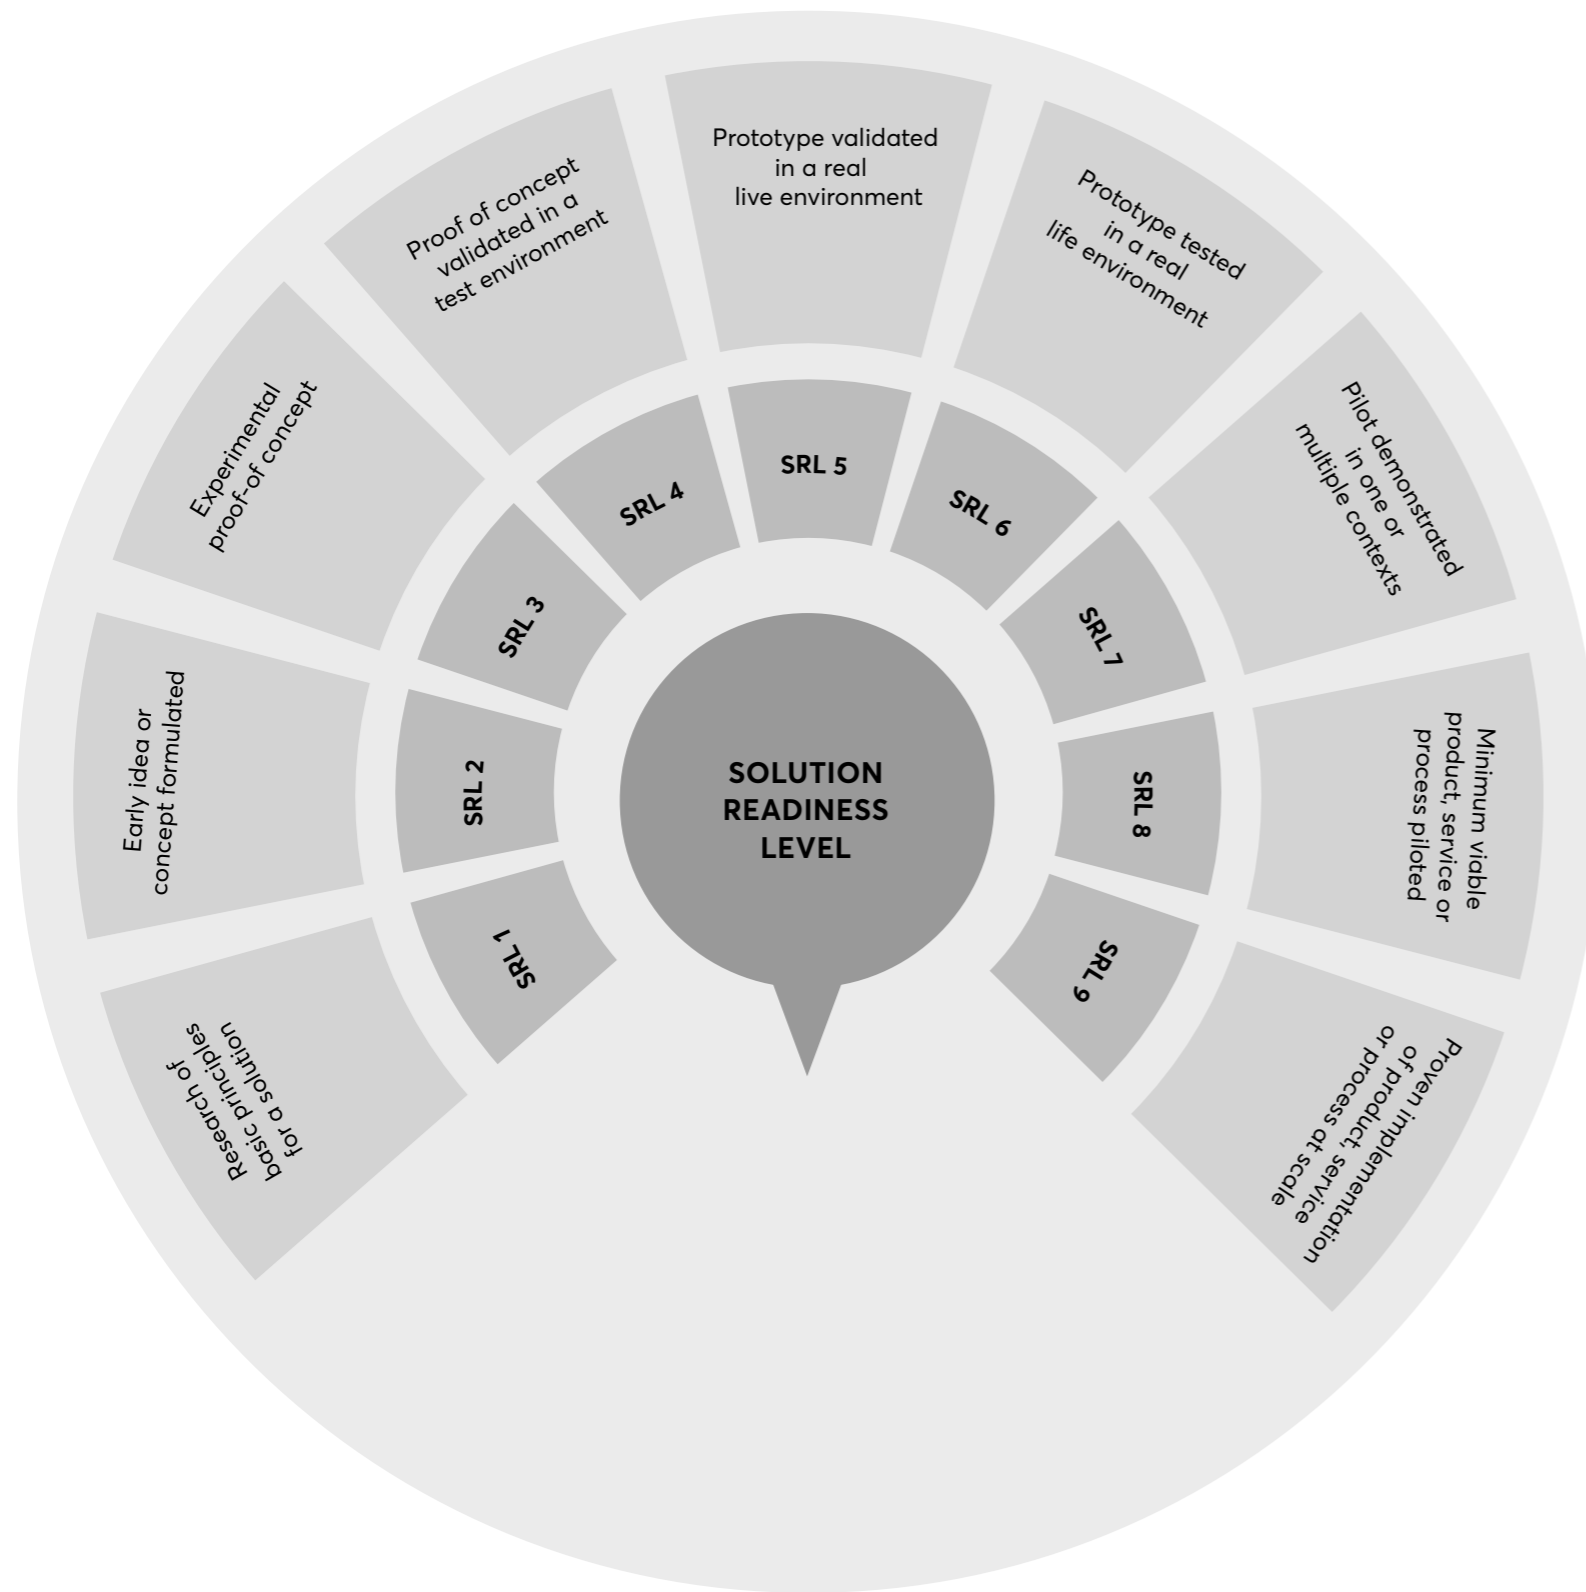 SOLUTION
READINESS
LEVEL
SRL 1
Research of
basic principles
for a solution
SRL 2
Early idea or
concept formulated
SRL 3
Experimental
proof-of concept
SRL 4
Proof of concept
validated in a
test environment
SRL 5
Prototype validated
in a real
live environment
SRL 6
Prototype tested
in a real
life environment
SRL 7
Pilot demonstrated
in one or
multiple contexts
SRL 8
Minimum viable
product, service or
process piloted
SRL 9
Proven implementation
of product, service
or process at scale